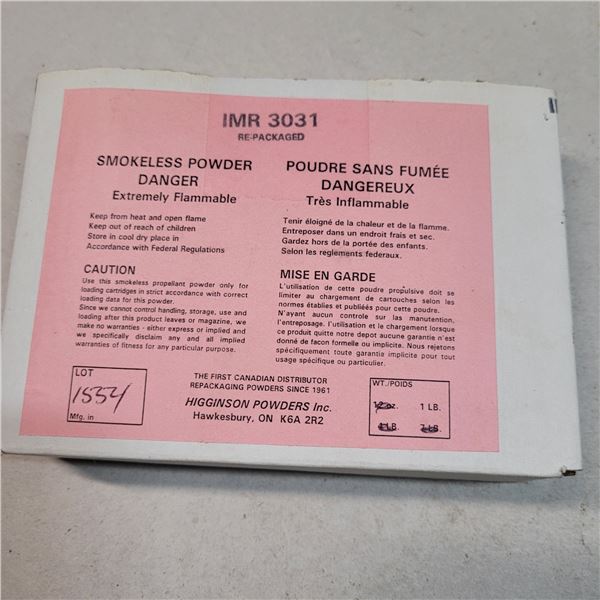 IMR 3031
RE-PACKAGED
SMOKELESS POWDER
DANGER
Extremely Flammable
Keep from heat and open flame
Keep out of reach of children
Store in cool dry place in
Accordance with Federal Regulations
CAUTION
Use this smokeless propellant powder only for
loading cartridges in strict accordance with correct
loading data for this powder.
Since we cannot control handling, storage, use and
loading after this product leaves or magazine, we
make no warranties - either express or implied and
we specifically disclaim any and all implied
warranties of fitness for any particular purpose.
POUDRE SANS FUMÉE
DANGEREUX
Très Inflammable
Tenir éloigné de la chaleur et de la flamme.
Entreposer dans un endroit frais et sec.
Gardez hors de la portée des enfants.
Selon les reglements federaux.
MISE EN GARDE
L'utilisation de cette poudre propulsive doit se
limiter au chargement de cartouches selon les
normes établies et publiés pour cette poudre.
N'ayant aucun controle sur les manutention,
l'entreposage, l'utilisation et le chargement lorsque
ce produit quitte notre depot aucune garantie n'est
donné de facon formelle ou implicite. Nous rejetons
spécifiquement toute garantie implicite pour tout
usage spécifique ou particulier.
LOT
1554
Mfg. in
THE FIRST CANADIAN DISTRIBUTOR
REPACKAGING POWDERS SINCE 1961
HIGGINSON POWDERS Inc.
Hawkesbury, ON K6A 2R2
WT./POIDS
oz. 1 LB.
LB. LB.